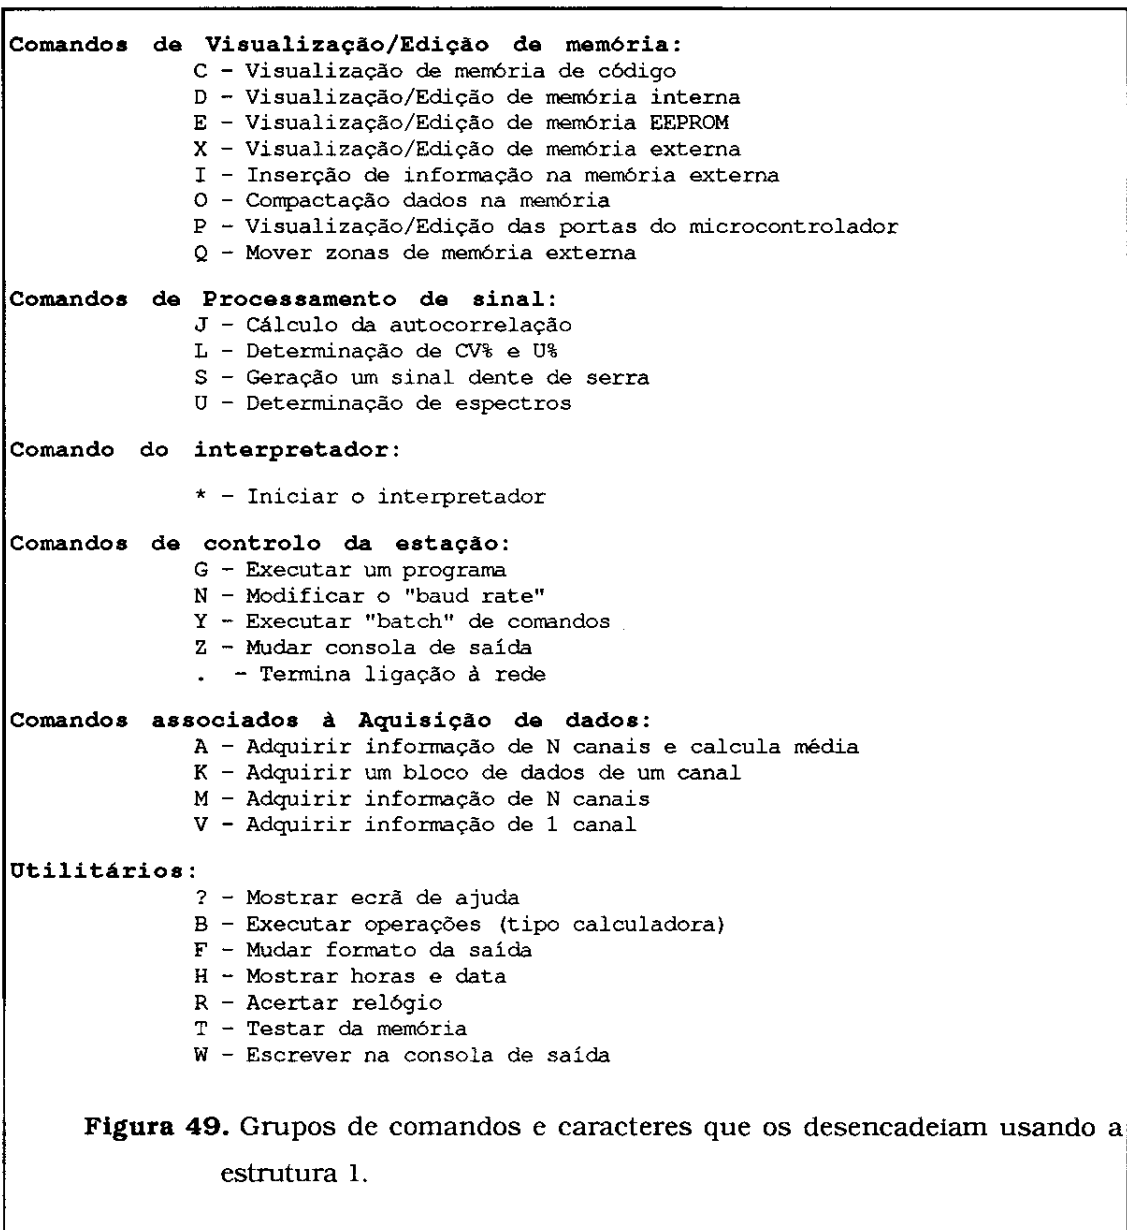 Comandos de Visualização/Edição de memória:
C - Visualização de memória de código
D - Visualização/Edição de memória interna
E - Visualização/Edição de memória EEPROM
X - Visualização/Edição de memória externa
I - Inserção de informação na memória externa
O - Compactação dados na memória
P - Visualização/Edição das portas do microcontrolador
Q - Mover zonas de memória externa
Comandos de Processamento de sinal:
J - Cálculo da autocorrelação
L - Determinação de CV% e U%
S - Geração um sinal dente de serra
U - Determinação de espectros
Comando do interpretador:
* - Iniciar o interpretador
Comandos de controlo da estação:
G - Executar um programa
N - Modificar o "baud rate"
Y - Executar "batch" de comandos
Z - Mudar consola de saída
. - Termina ligação à rede
Comandos associados à Aquisição de dados:
A - Adquirir informação de N canais e calcula média
K - Adquirir um bloco de dados de um canal
M - Adquirir informação de N canais
V - Adquirir informação de 1 canal
Utilitários:
? - Mostrar ecrã de ajuda
B - Executar operações (tipo calculadora)
F - Mudar formato da saída
H - Mostrar horas e data
R - Acertar relógio
T - Testar da memória
W - Escrever na consola de saída
Figura 49. Grupos de comandos e caracteres que os desencadeiam usando a
estrutura 1.